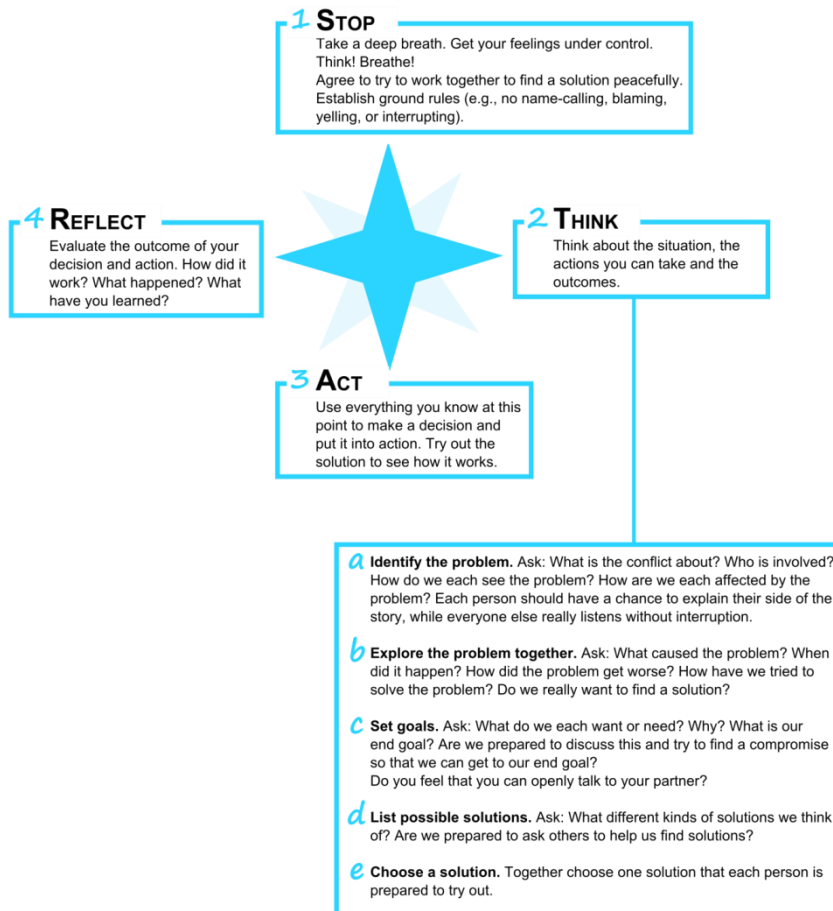 1 STOP
Take a deep breath. Get your feelings under control.
Think! Breathe!
Agree to try to work together to find a solution peacefully.
Establish ground rules (e.g., no name-calling, blaming,
yelling, or interrupting).
2 THINK
Think about the situation, the
actions you can take and the
outcomes.
a Identify the problem. Ask: What is the conflict about? Who is involved?
How do we each see the problem? How are we each affected by the
problem? Each person should have a chance to explain their side of the
story, while everyone else really listens without interruption.
b Explore the problem together. Ask: What caused the problem? When
did it happen? How did the problem get worse? How have we tried to
solve the problem? Do we really want to find a solution?
c Set goals. Ask: What do we each want or need? Why? What is our
end goal? Are we prepared to discuss this and try to find a compromise
so that we can get to our end goal?
Do you feel that you can openly talk to your partner?
d List possible solutions. Ask: What different kinds of solutions we think
of? Are we prepared to ask others to help us find solutions?
e Choose a solution. Together choose one solution that each person is
prepared to try out.
3 ACT
Use everything you know at this
point to make a decision and
put it into action. Try out the
solution to see how it works.
4 REFLECT
Evaluate the outcome of your
decision and action. How did it
work? What happened? What
have you learned?